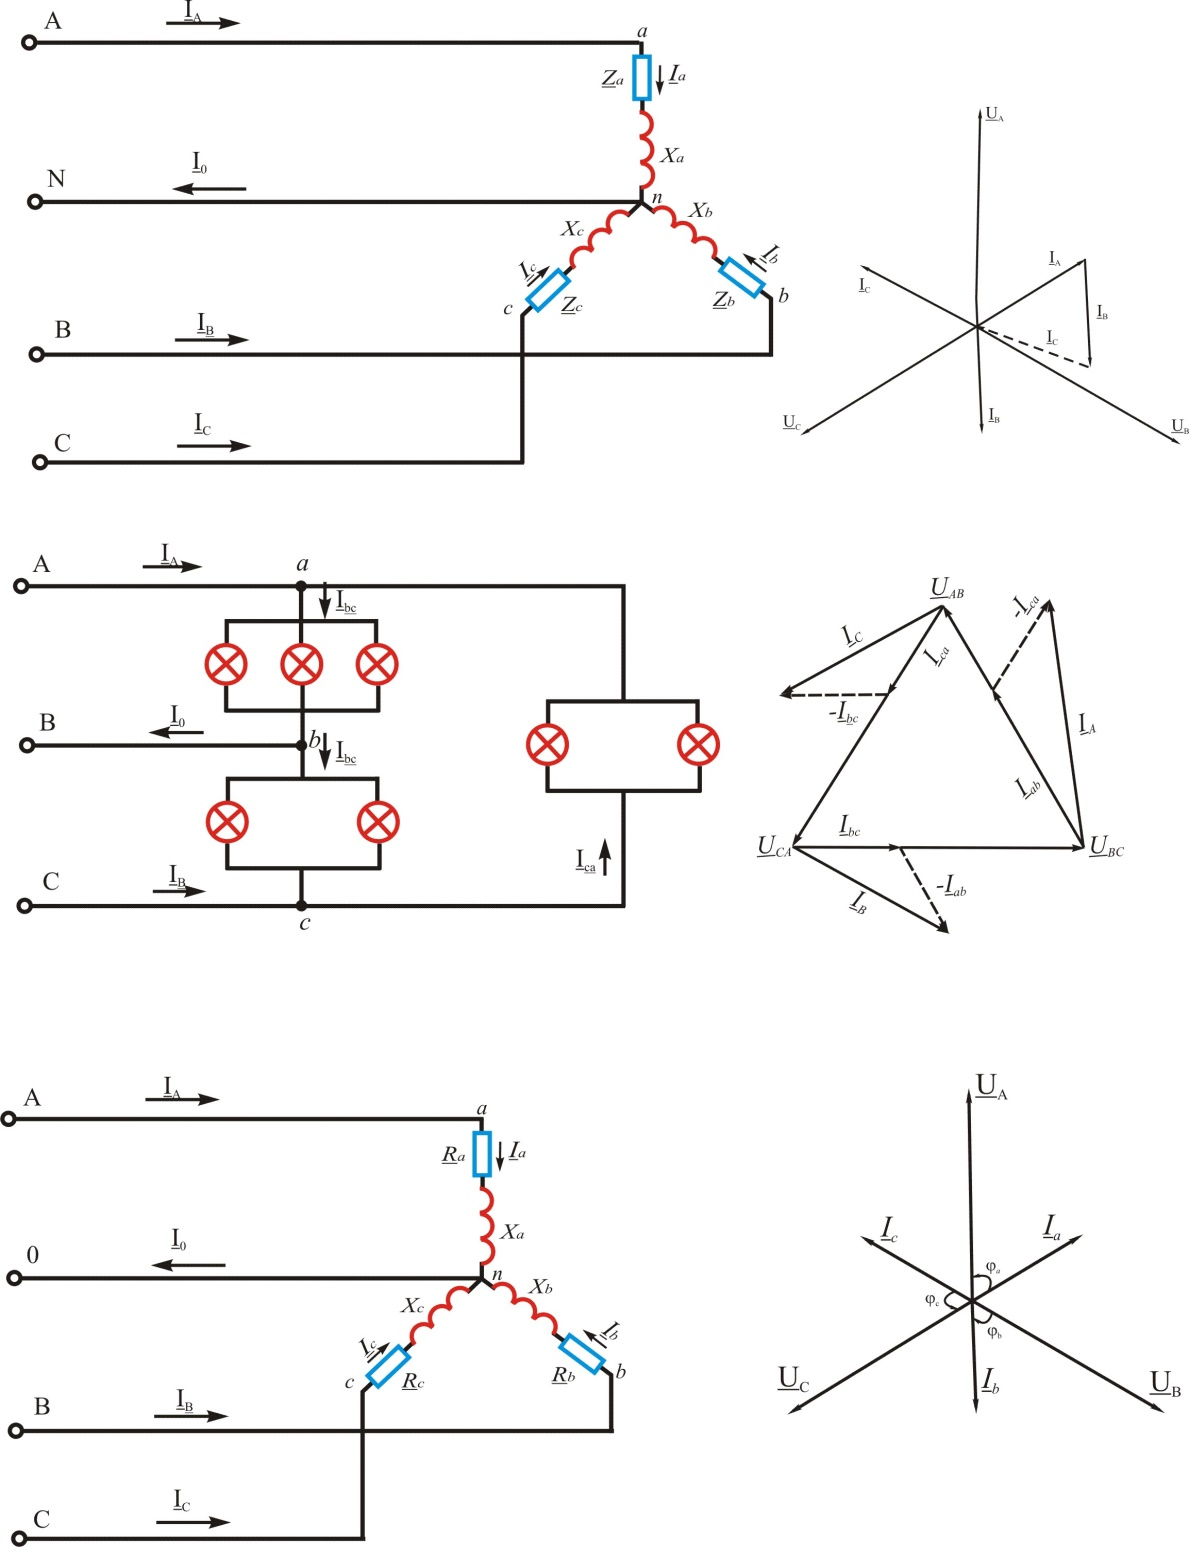 A
I_A
a
Z_a
I_a
X_a
N
I_0
n
X_c
X_b
I_c
Z_c
c
I_b
Z_b
b
B
I_B
C
I_C
U_A
I_C
I_A
I_B
I_C
U_C
I_B
U_B
A
I_A
a
I_bc
B
I_0
b
I_bc
C
I_B
c
I_ca
U_AB
I_C
I_ca
-I_bc
-I_ca
I_A
I_ab
U_CA
I_bc
U_BC
I_B
-I_ab
A
I_A
a
R_a
I_a
X_a
0
I_0
n
X_c
X_b
I_c
R_c
c
I_b
R_b
b
B
I_B
C
I_C
U_A
I_c
I_a
φ_a
φ_c
φ_b
U_C
I_b
U_B